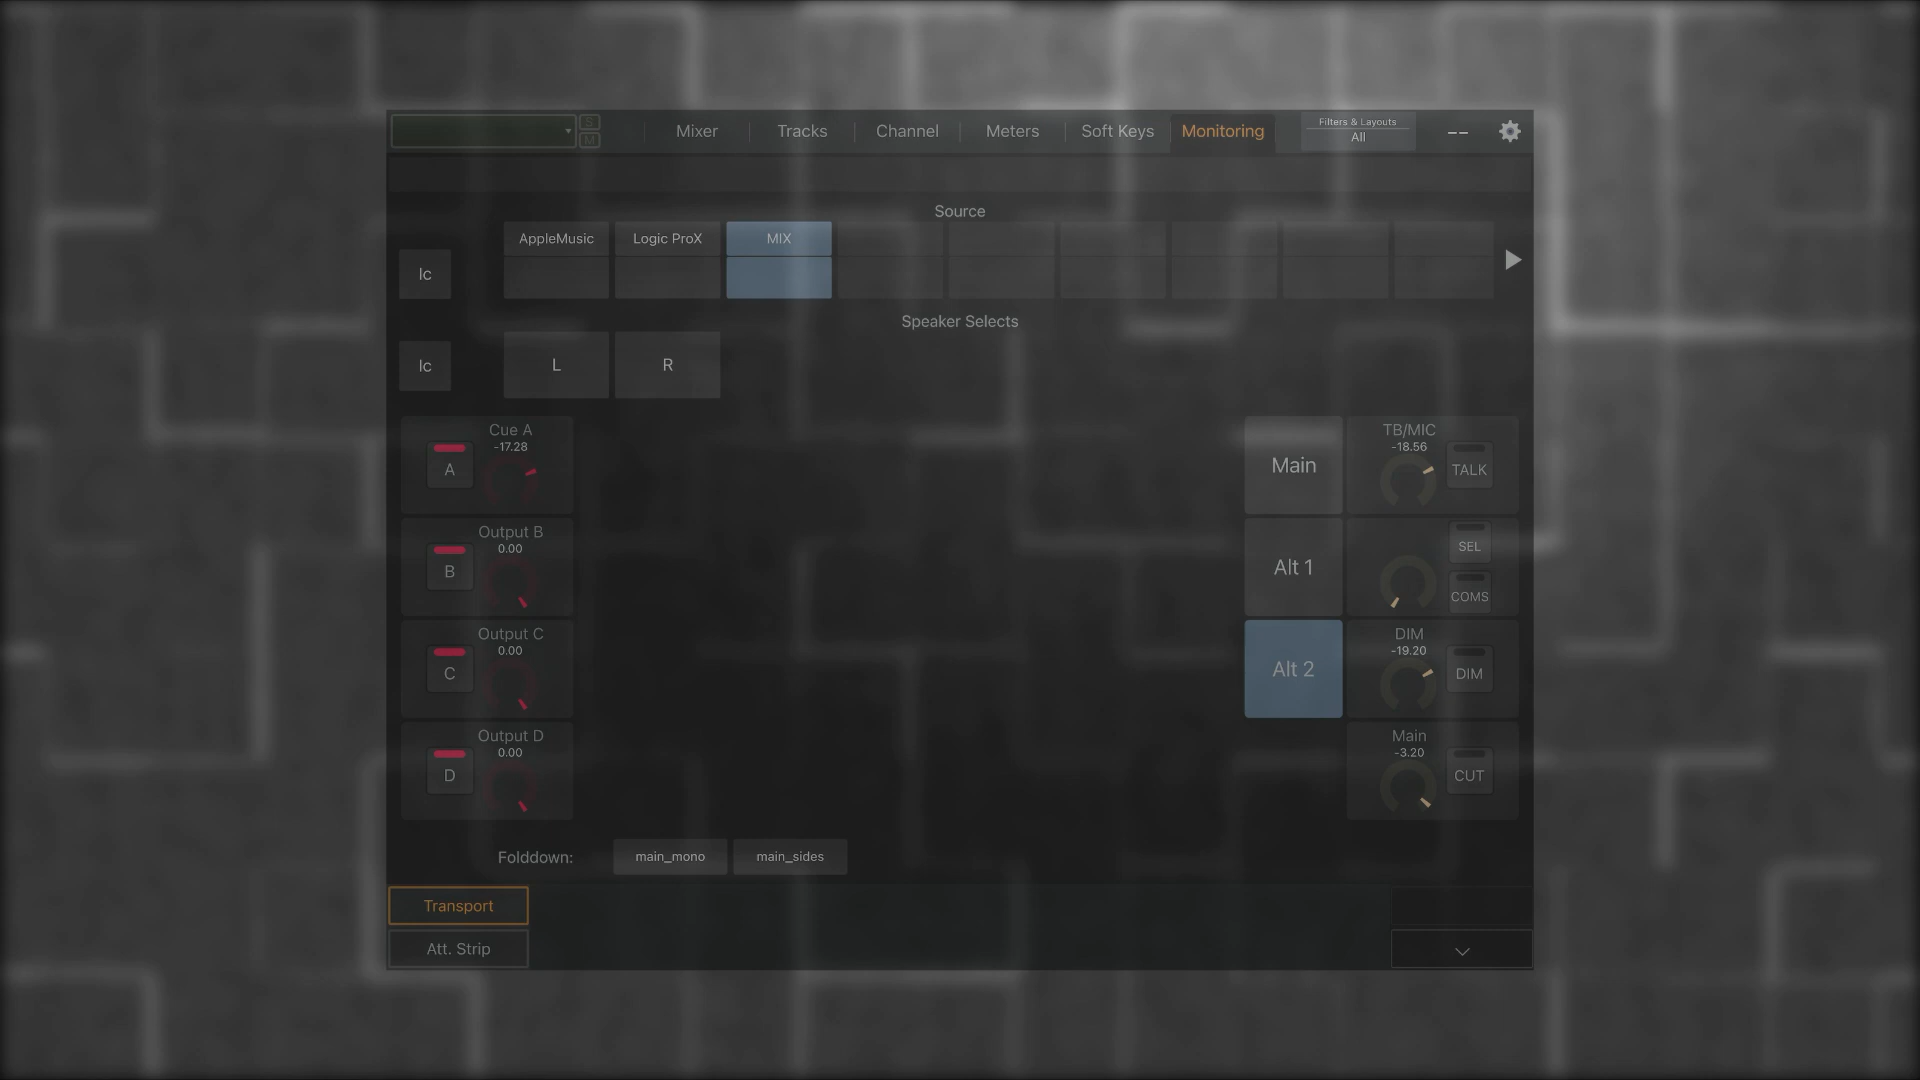 S
M
Mixer
Tracks
Channel
Meters
Soft Keys
Monitoring
Filters & Layouts
All
--
Source
AppleMusic
Logic ProX
MIX
Ic
Speaker Selects
Ic
L
R
Cue A
-17.28
A
Output B
0.00
B
Output C
0.00
C
Output D
0.00
D
Main
TB/MIC
-18.56
TALK
Alt 1
SEL
COMS
Alt 2
DIM
-19.20
DIM
Main
-3.20
CUT
Folddown:
main_mono
main_sides
Transport
Att. Strip